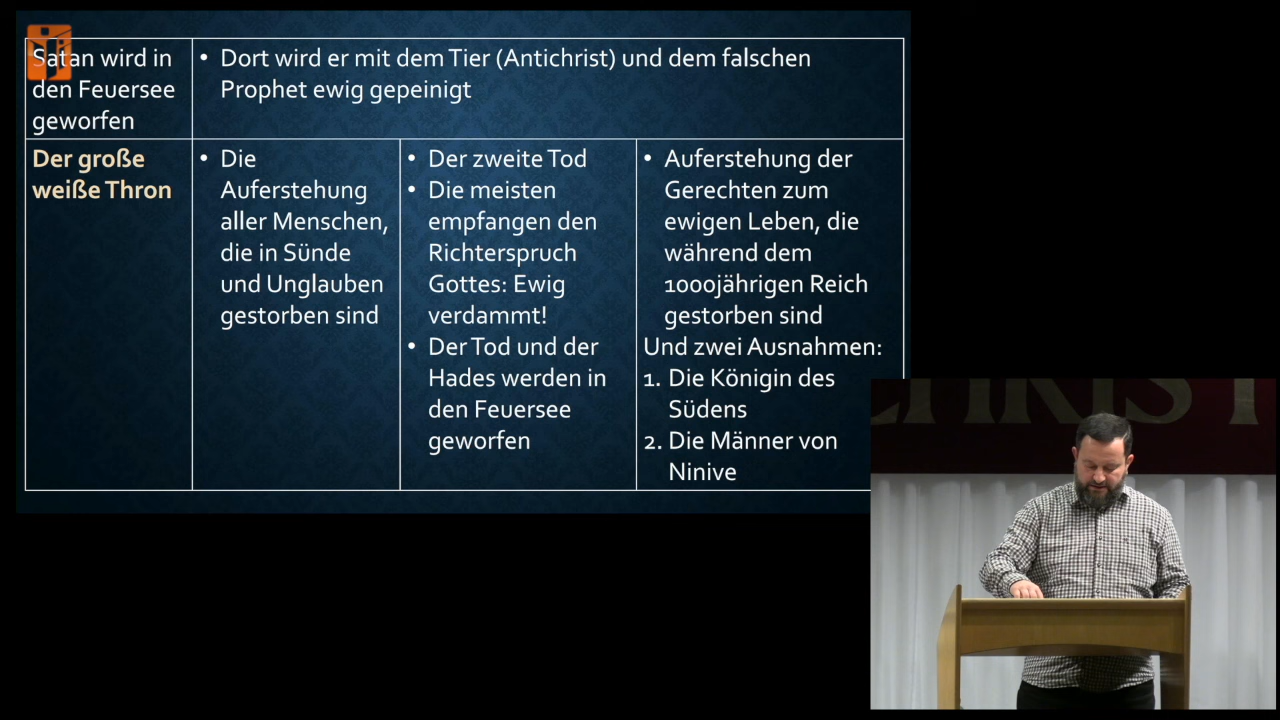 Satan wird in
den Feuersee
geworfen
• Dort wird er mit dem Tier (Antichrist) und dem falschen
Prophet ewig gepeinigt
Der große
weiße Thron
• Die
Auferstehung
aller Menschen,
die in Sünde
und Unglauben
gestorben sind
• Der zweite Tod
• Die meisten
empfangen den
Richterspruch
Gottes: Ewig
verdammt!
• Der Tod und der
Hades werden in
den Feuersee
geworfen
• Auferstehung der
Gerechten zum
ewigen Leben, die
während dem
1000jährigen Reich
gestorben sind
Und zwei Ausnahmen:
1. Die Königin des
Südens
2. Die Männer von
Ninive
CHRIST